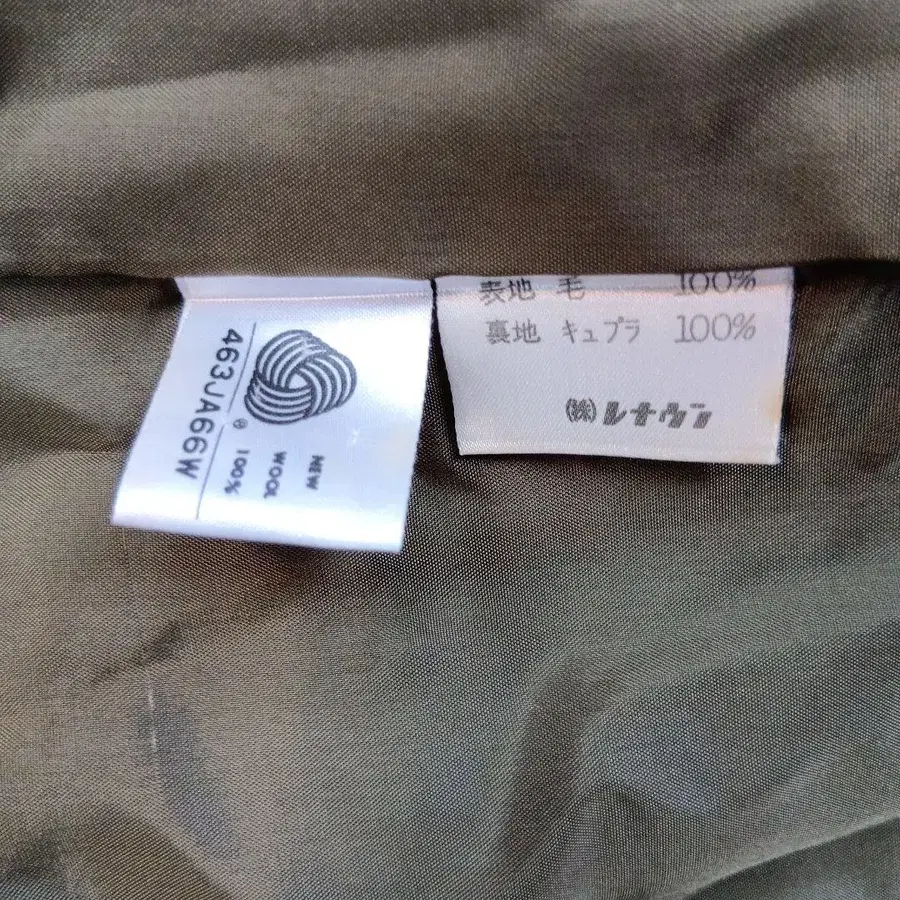 463JA66W
®
NEW
WOOL
100%
表地 毛 100%
裏地 キュプラ 100%
㈱レナウン